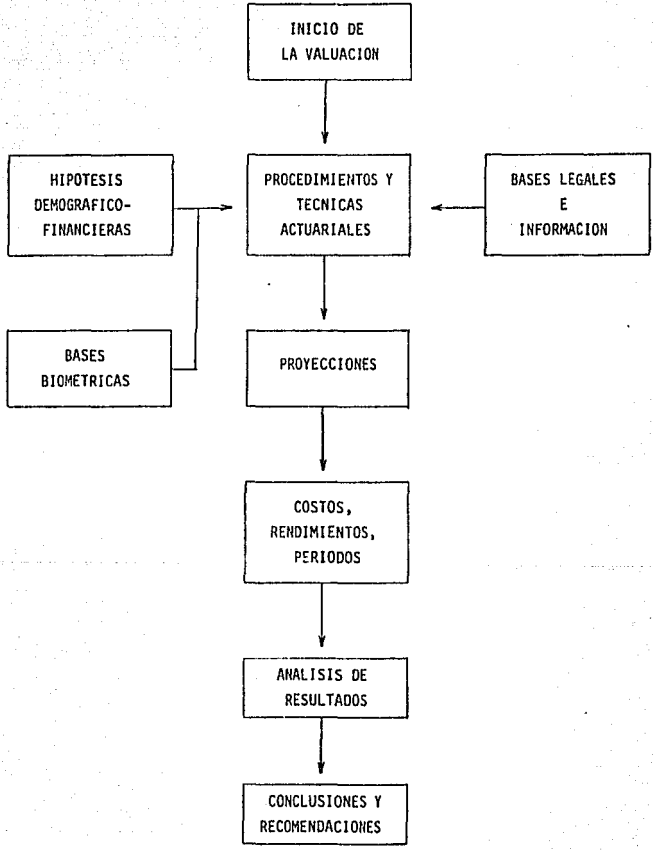 INICIO DE
LA VALUACION
HIPOTESIS
DEMOGRAFICO-
FINANCIERAS
PROCEDIMIENTOS Y
TECNICAS
ACTUARIALES
BASES LEGALES
E
INFORMACION
BASES
BIOMETRICAS
PROYECCIONES
COSTOS,
RENDIMIENTOS,
PERIODOS
ANALISIS DE
RESULTADOS
CONCLUSIONES Y
RECOMENDACIONES